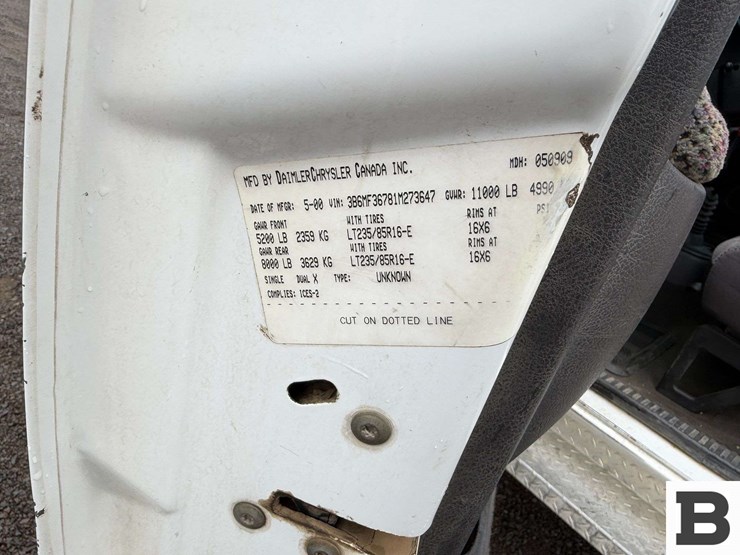 MFD BY DAIMLERCHRYSLER CANADA INC. MDH: 050909
DATE OF MFGR: 5-00 VIN: 3B6MF36781M273647 GVWR: 11000 LB 4990
GAWR FRONT WITH TIRES RIMS AT PSI
5200 LB 2359 KG LT235/85R16-E 16X6
GAWR REAR WITH TIRES RIMS AT
8000 LB 3629 KG LT235/85R16-E 16X6
SINGLE DUAL X TYPE: UNKNOWN
COMPLIES: ICES-2
CUT ON DOTTED LINE
B